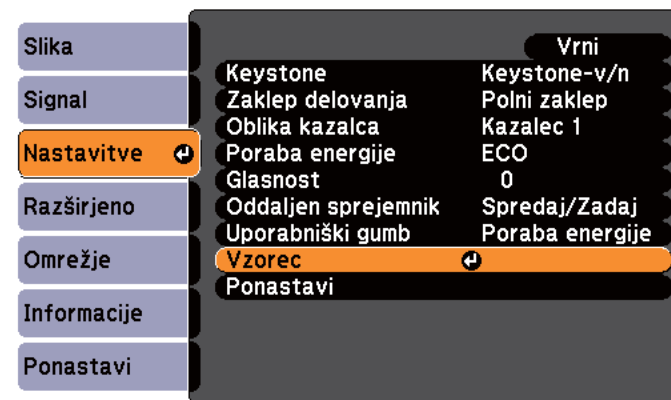 Slika
Signal
Nastavitve
Razširjeno
Omrežje
Informacije
Ponastavi
Vrni
Keystone Keystone-v/n
Zaklep delovanja Polni zaklep
Oblika kazalca Kazalec 1
Poraba energije ECO
Glasnost 0
Oddaljen sprejemnik Spredaj/Zadaj
Uporabniški gumb Poraba energije
Vzorec
Ponastavi